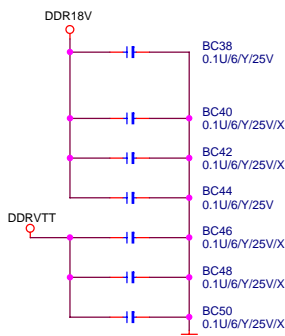 DDR18V
BC38
0.1U/6/Y/25V
BC40
0.1U/6/Y/25V/X
BC42
0.1U/6/Y/25V/X
BC44
0.1U/6/Y/25V
DDRVTT
BC46
0.1U/6/Y/25V/X
BC48
0.1U/6/Y/25V/X
BC50
0.1U/6/Y/25V/X